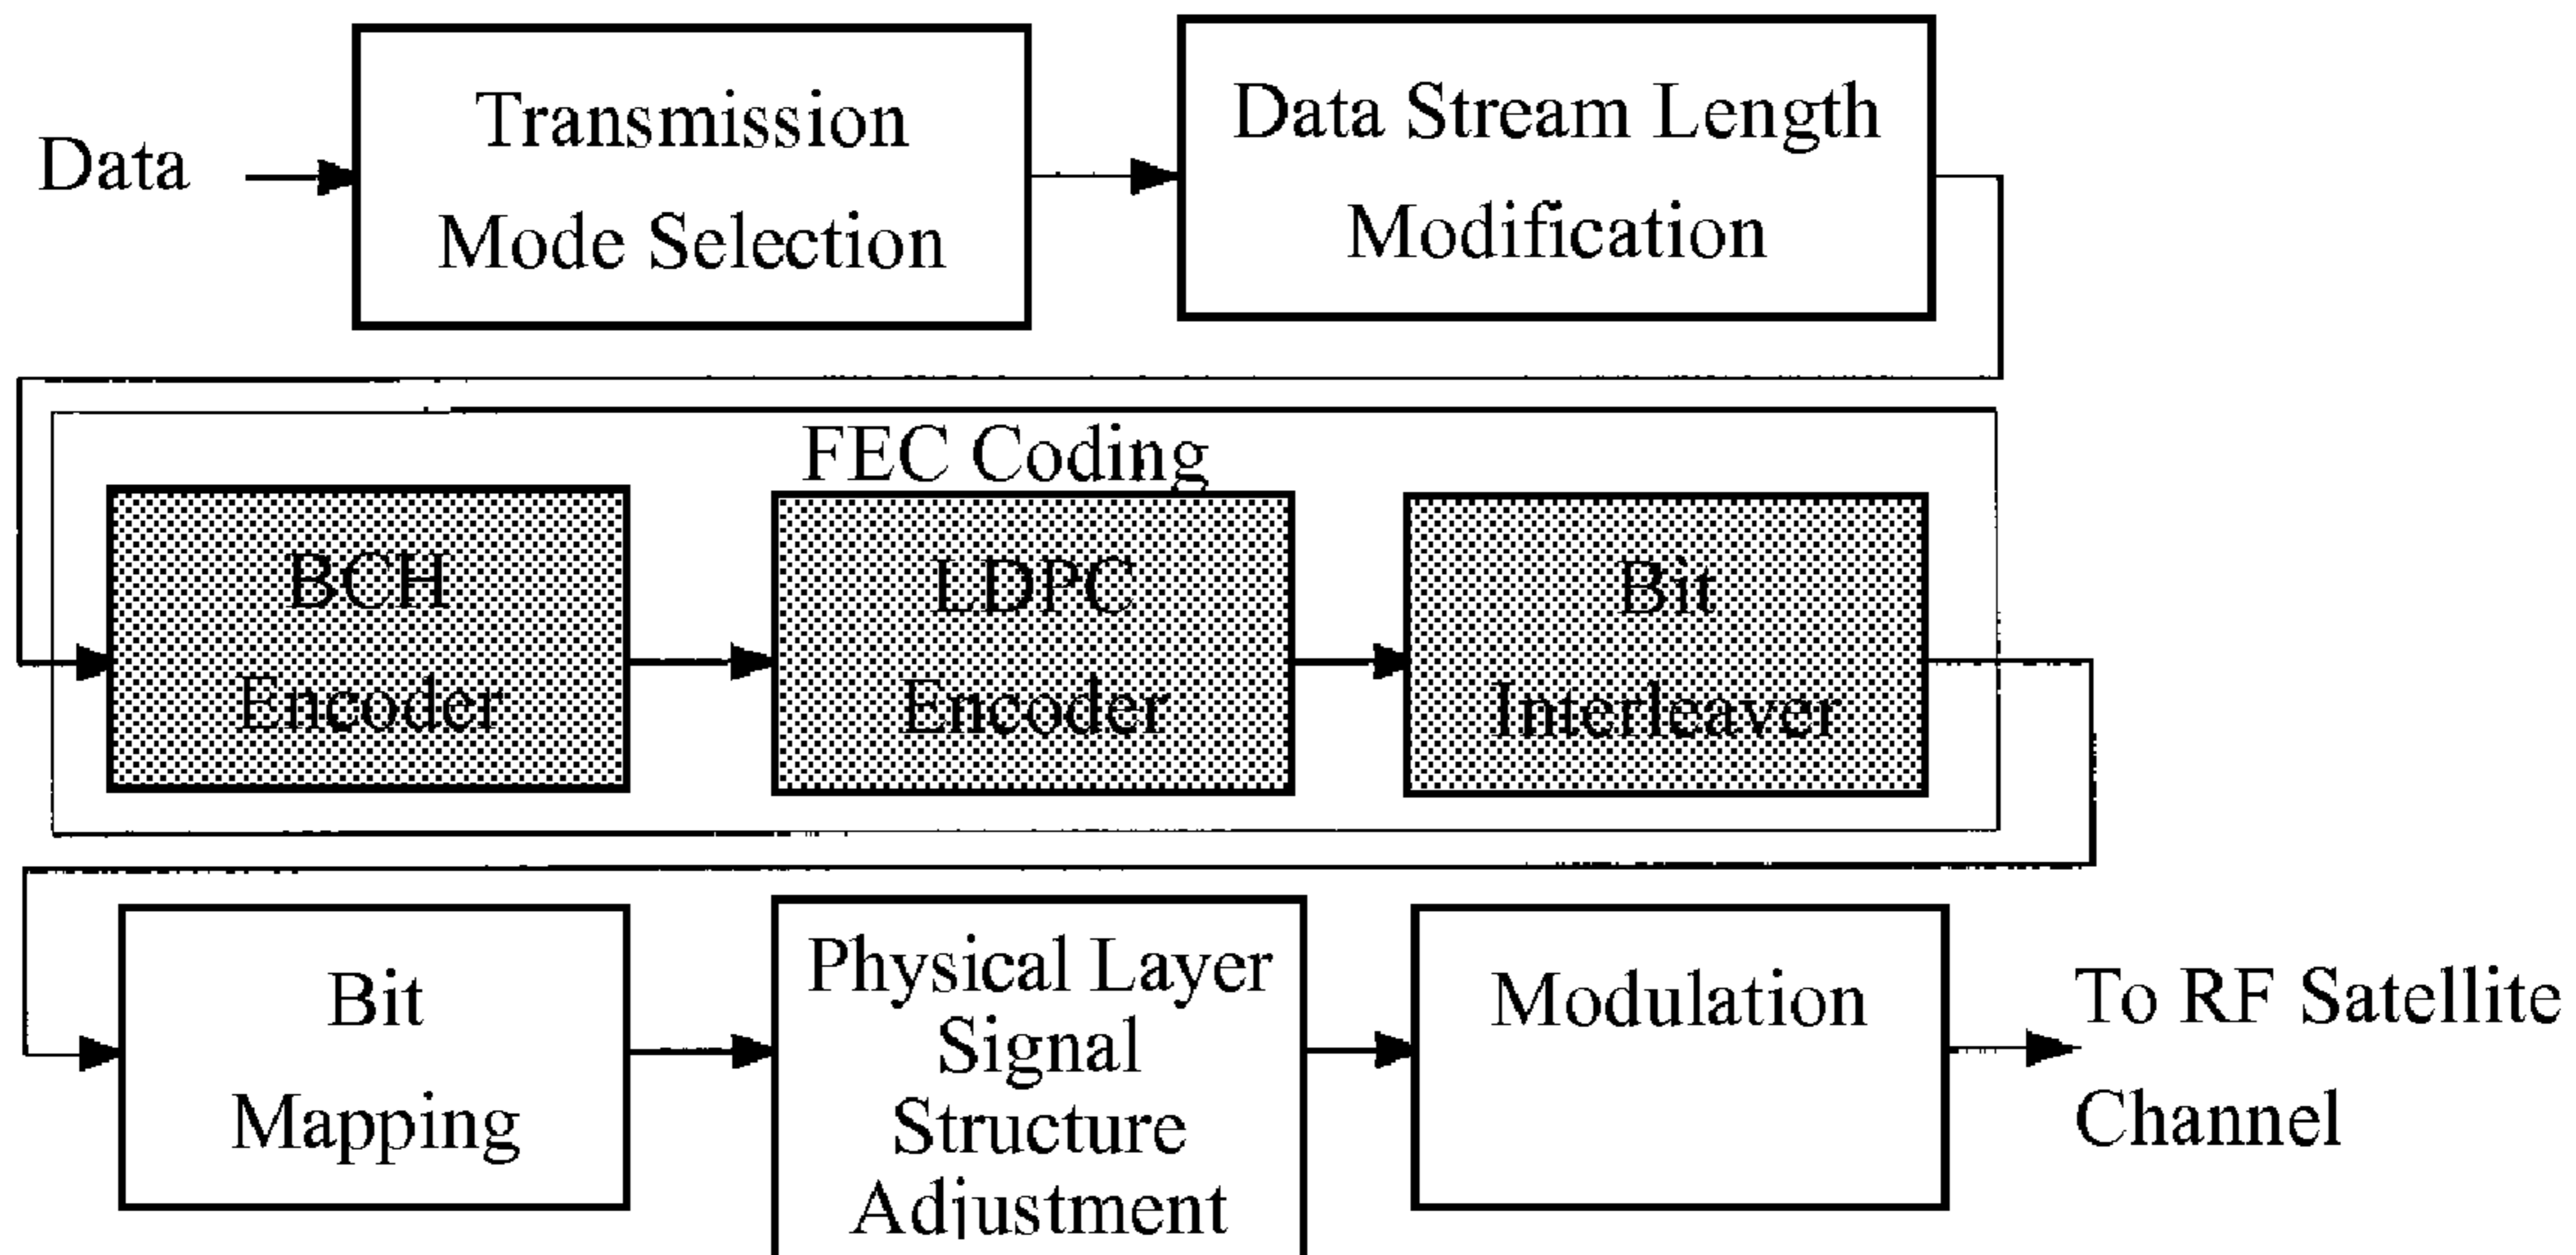 Data
Transmission
Mode Selection
Data Stream Length
Modification
FEC Coding
BCH
Encoder
LDPC
Encoder
Bit
Interleaver
Bit
Mapping
Physical Layer
Signal
Structure
Adjustment
Modulation
To RF Satellite
Channel